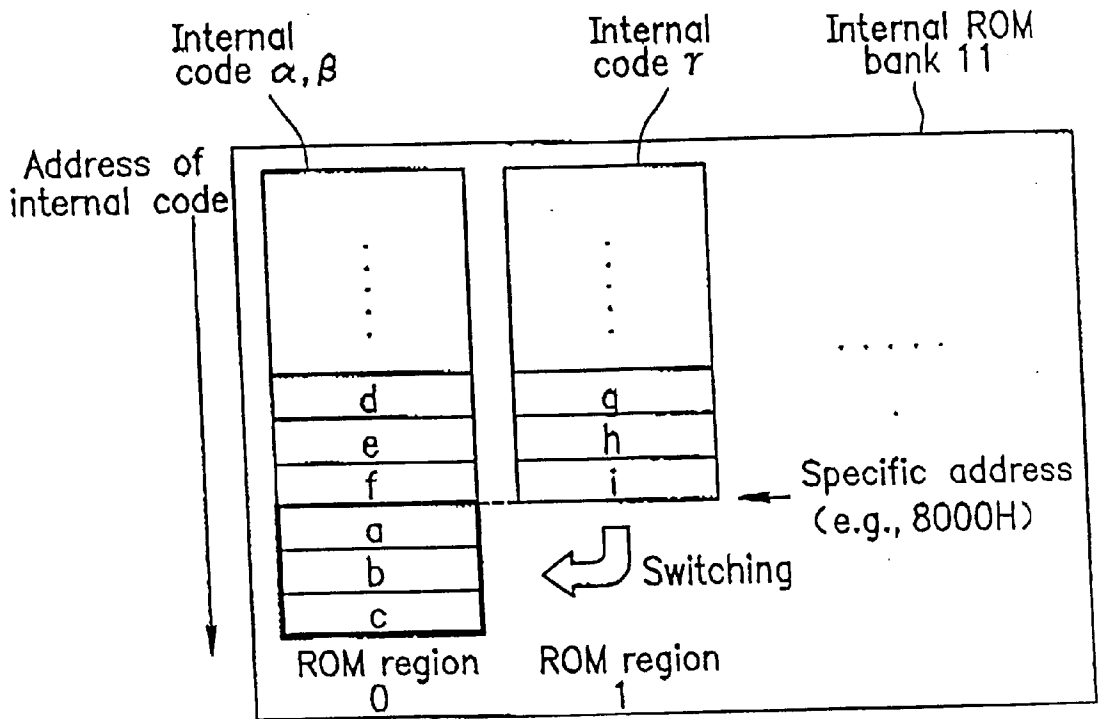 Internal
code α, β
Internal
code γ
Internal ROM
bank 11
Address of
internal code
d
e
f
a
b
c
g
h
i
Specific address
(e.g., 8000H)
Switching
ROM region
0
ROM region
1